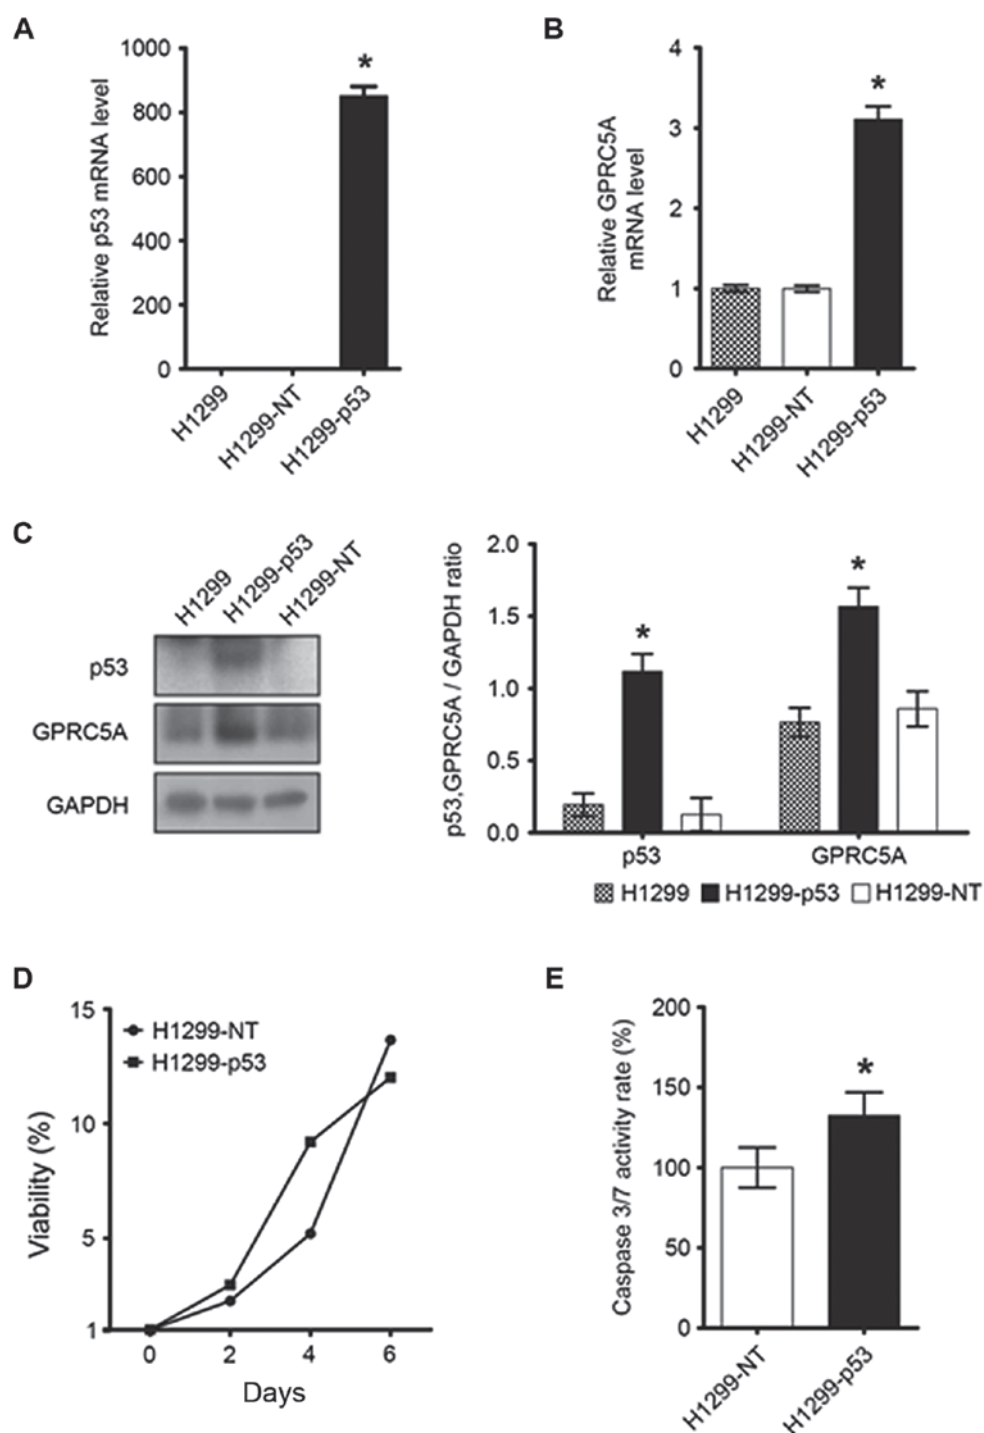 A
Relative p53 mRNA level
1000
800
600
400
200
0
*
H1299
H1299-NT
H1299-p53
B
Relative GPRC5A
mRNA level
4
3
2
1
0
*
H1299
H1299-NT
H1299-p53
C
H1299
H1299-p53
H1299-NT
p53
GPRC5A
GAPDH
p53,GPRC5A / GAPDH ratio
2.0
1.5
1.0
0.5
0.0
*
*
p53
GPRC5A
H1299
H1299-p53
H1299-NT
D
Viability (%)
15
10
5
1
H1299-NT
H1299-p53
0
2
4
6
Days
E
Caspase 3/7 activity rate (%)
200
150
100
50
0
*
H1299-NT
H1299-p53